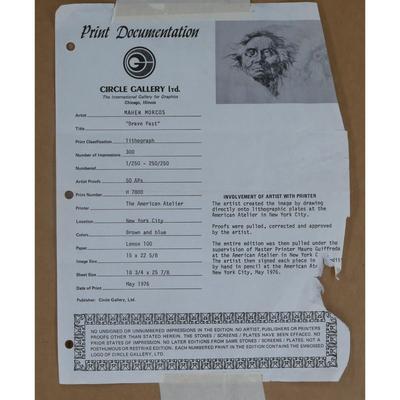 Print Documentation
CIRCLE GALLERY Ltd.
The International Gallery for Graphics
Chicago, Illinois
Artist MAHER MORCOS
Title "Brave Past"
Print Classification lithograph
Number of Impressions 300
1/250 - 250/250
Artist Proofs 50 APs
Print Number # 7800
Printer The American Atelier
Location New York City
Colors Brown and blue
Paper Lenox 100
Image Size 15 x 22 5/8
Sheet Size 18 3/4 x 25 7/8
Date of Print May 1976
Publisher: Circle Gallery, Ltd.
INVOLVEMENT OF ARTIST WITH PRINTER
The artist created the image by drawing
directly onto lithographic plates at the
American Atelier in New York City.
Proofs were pulled, corrected and approved
by the artist.
The entire edition was then pulled under the
supervision of Master Printer Mauro Guiffreda
at the American Atelier in New York C
The artist then signed each piece in
by hand in pencil at the American At
New York City, May 1976.
NO UNSIGNED OR UNNUMBERED IMPRESSIONS IN THE EDITION. NO ARTIST, PUBLISHERS OR PRINTERS
PROOFS OTHER THAN STATED HEREIN. THE STONES / SCREENS / PLATES, HAVE BEEN EFFACED. NO
PRIOR STATES OF IMPRESSION. NO LATER EDITIONS FROM SAME STONES / SCREENS / PLATES. NOT A
POSTHUMOUS OR RESTRIKE EDITION. EACH NUMBERED PRINT IN THE EDITION CONTAINS THE EMBOSSED
LOGO OF CIRCLE GALLERY, LTD.